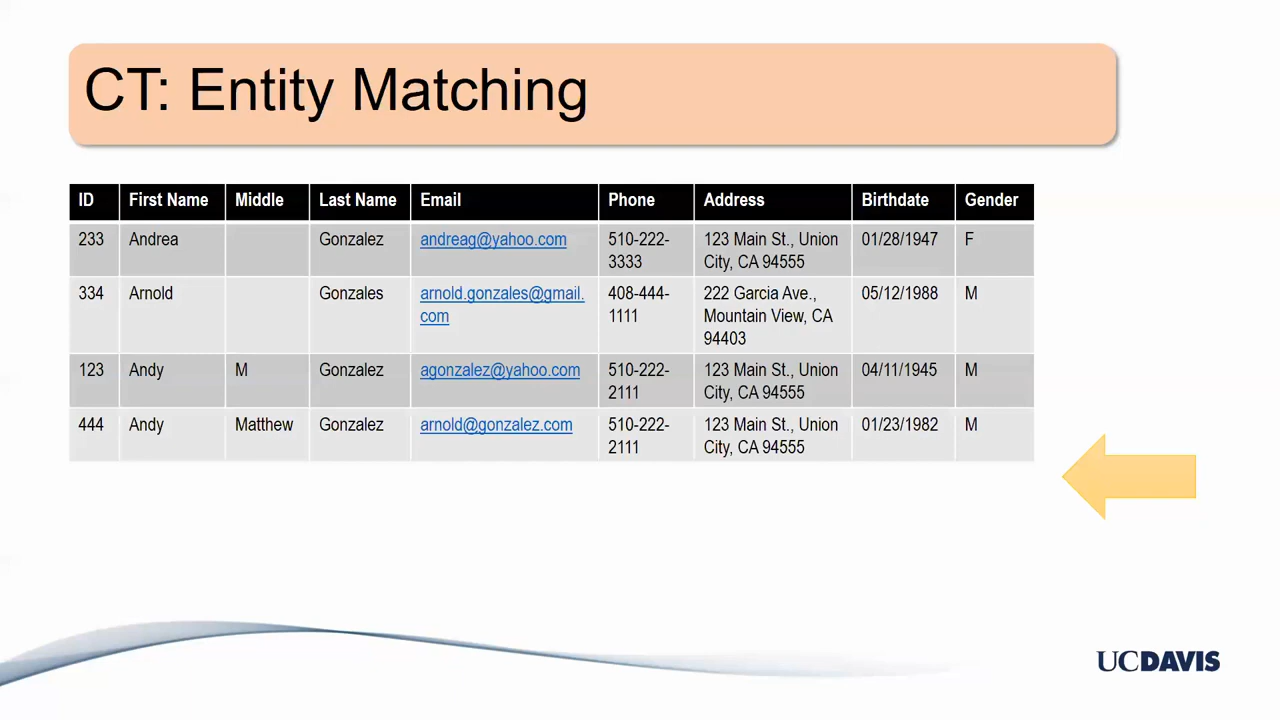 CT: Entity Matching
ID First Name Middle Last Name Email Phone Address Birthdate Gender
233 Andrea Gonzalez andreag@yahoo.com 510-222- 123 Main St., Union 01/28/1947 F
3333 City, CA 94555
334 Arnold Gonzales arnold.gonzales@gmail. 408-444- 222 Garcia Ave., 05/12/1988 M
com 1111 Mountain View, CA
94403
123 Andy M Gonzalez agonzalez@yahoo.com 510-222- 123 Main St., Union 04/11/1945 M
2111 City, CA 94555
444 Andy Matthew Gonzalez arnold@gonzalez.com 510-222- 123 Main St., Union 01/23/1982 M
2111 City, CA 94555
UCDAVIS